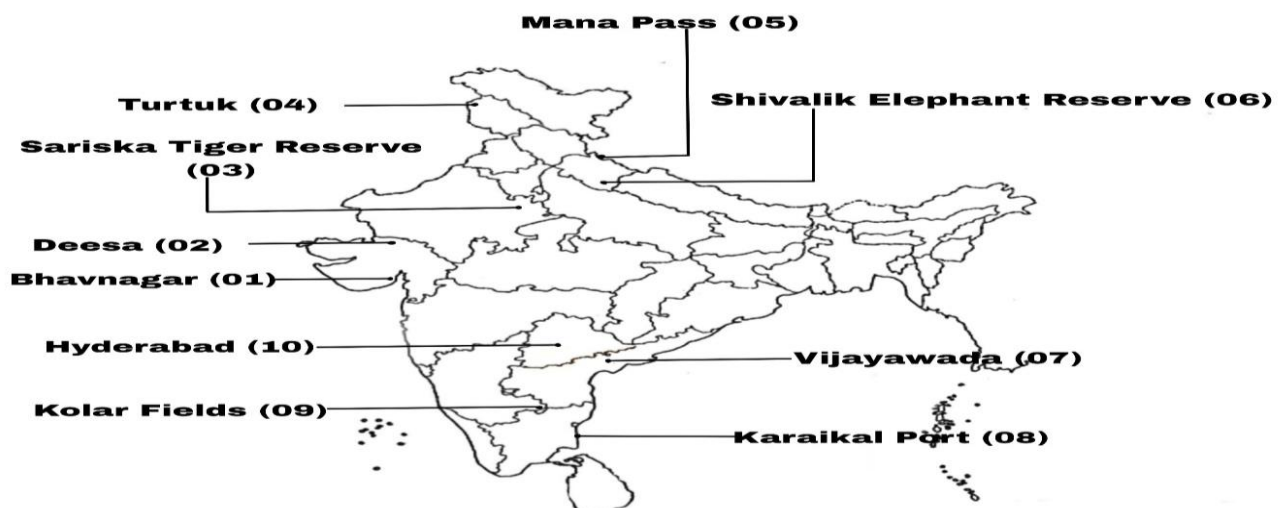 Mana Pass (05)
Turtuk (04)
Shivalik Elephant Reserve (06)
Sariska Tiger Reserve
(03)
Deesa (02)
Bhavnagar (01)
Hyderabad (10)
Vijayawada (07)
Kolar Fields (09)
Karaikal Port (08)